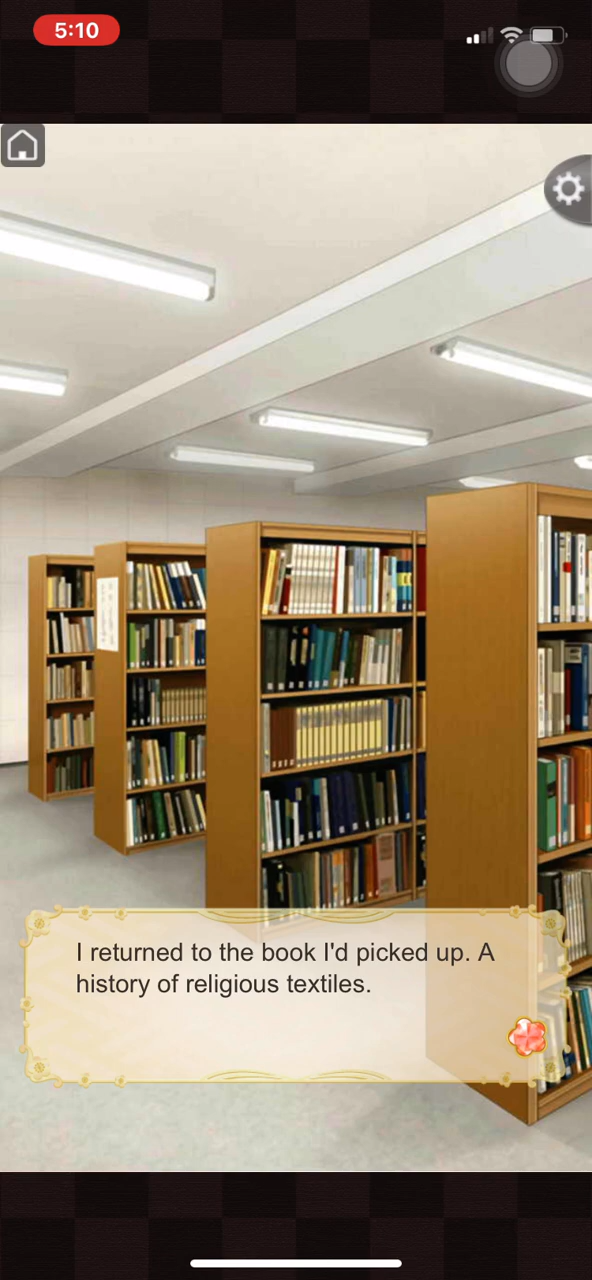 5:10
I returned to the book I'd picked up. A
history of religious textiles.